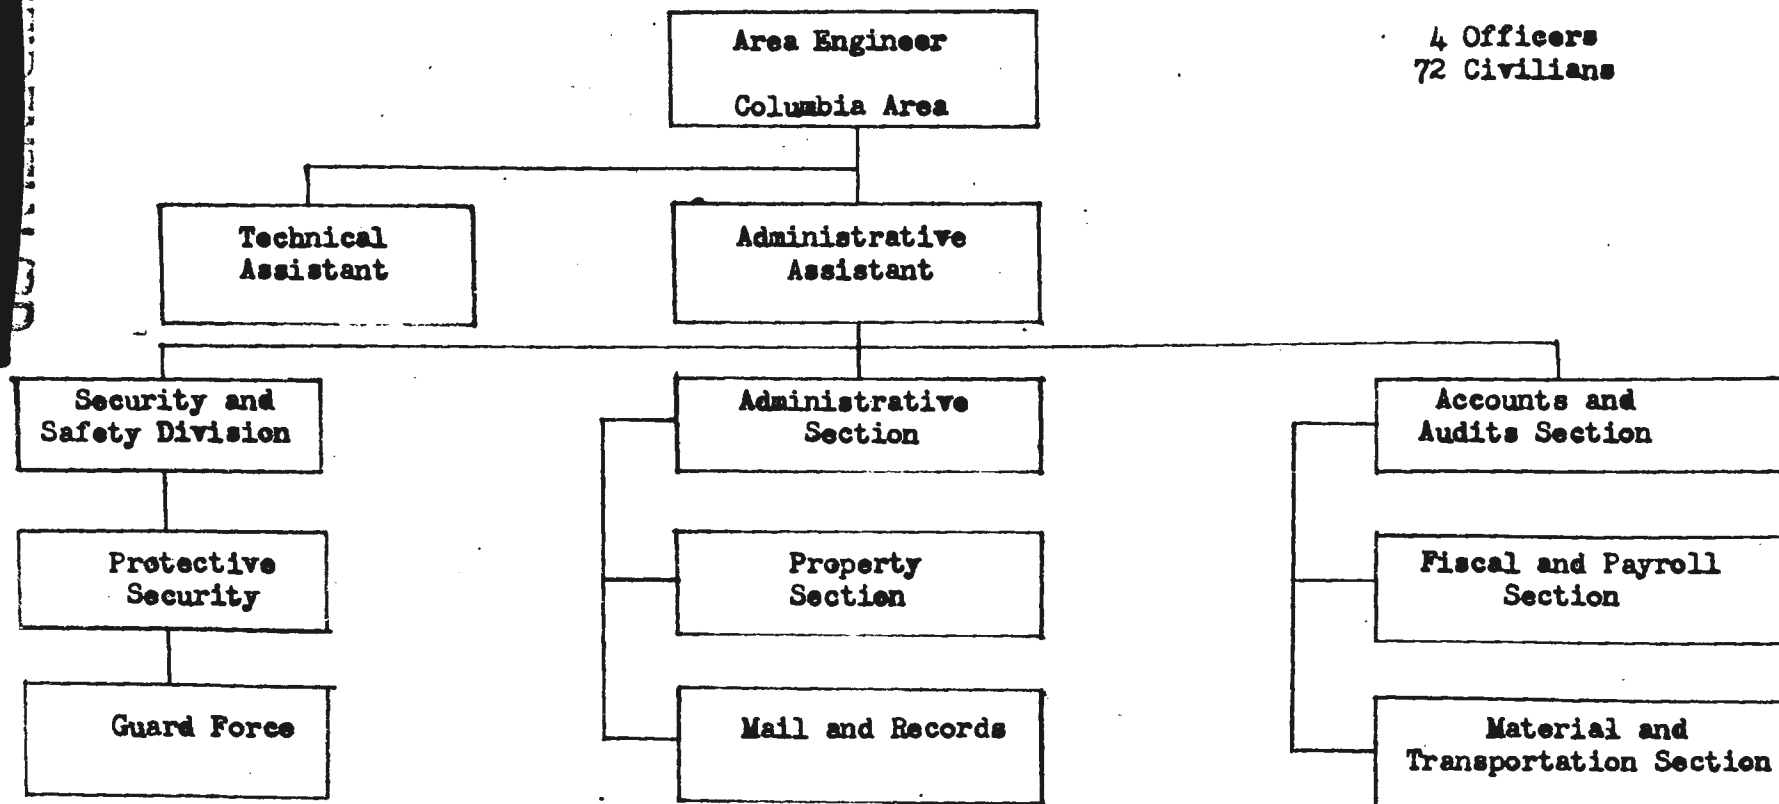 Area Engineer
Columbia Area
4 Officers
72 Civilians
Technical
Assistant
Administrative
Assistant
Security and
Safety Division
Administrative
Section
Accounts and
Audits Section
Protective
Security
Property
Section
Fiscal and Payroll
Section
Guard Force
Mail and Records
Material and
Transportation Section